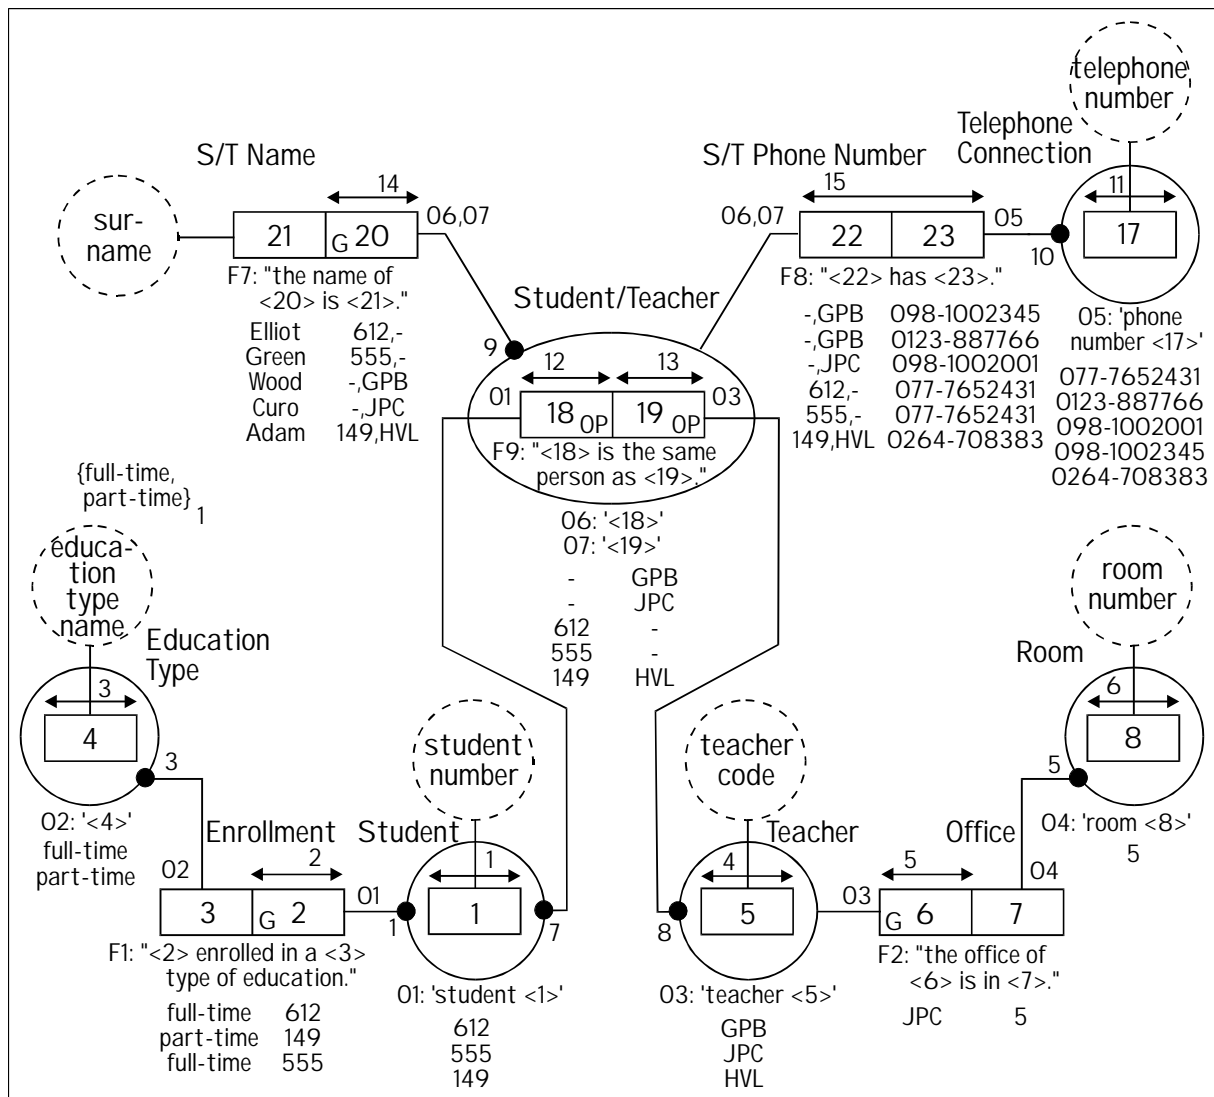 telephone
number
Telephone
Connection
S/T Name
S/T Phone Number
sur-
name
14
15
11
21
G 20
06,07
06,07
22
23
05
10
17
F7: "the name of
<20> is <21>."
F8: "<22> has <23>."
Student/Teacher
05: 'phone
number <17>'
Elliot 612,-
Green 555,-
Wood -,GPB
Curo -,JPC
Adam 149,HVL
-,GPB 098-1002345
-,GPB 0123-887766
-,JPC 098-1002001
612,- 077-7652431
555,- 077-7652431
149,HVL 0264-708383
077-7652431
0123-887766
098-1002001
098-1002345
0264-708383
9
12
13
01
18 OP
19 OP
03
F9: "<18> is the same
person as <19>."
06: '<18>'
07: '<19>'
- GPB
- JPC
612 -
555 -
149 HVL
{full-time,
part-time}
1
educa-
tion
type
name
Education
Type
3
4
3
02: '<4>'
full-time
part-time
room
number
Room
6
8
5
04: 'room <8>'
5
student
number
teacher
code
Enrollment
Student
Teacher
Office
02
2
3
G 2
01
1
1
1
7
F1: "<2> enrolled in a <3>
type of education."
full-time 612
part-time 149
full-time 555
01: 'student <1>'
612
555
149
4
5
8
03: 'teacher <5>'
GPB
JPC
HVL
03
5
04
G 6
7
F2: "the office of
<6> is in <7>."
JPC 5